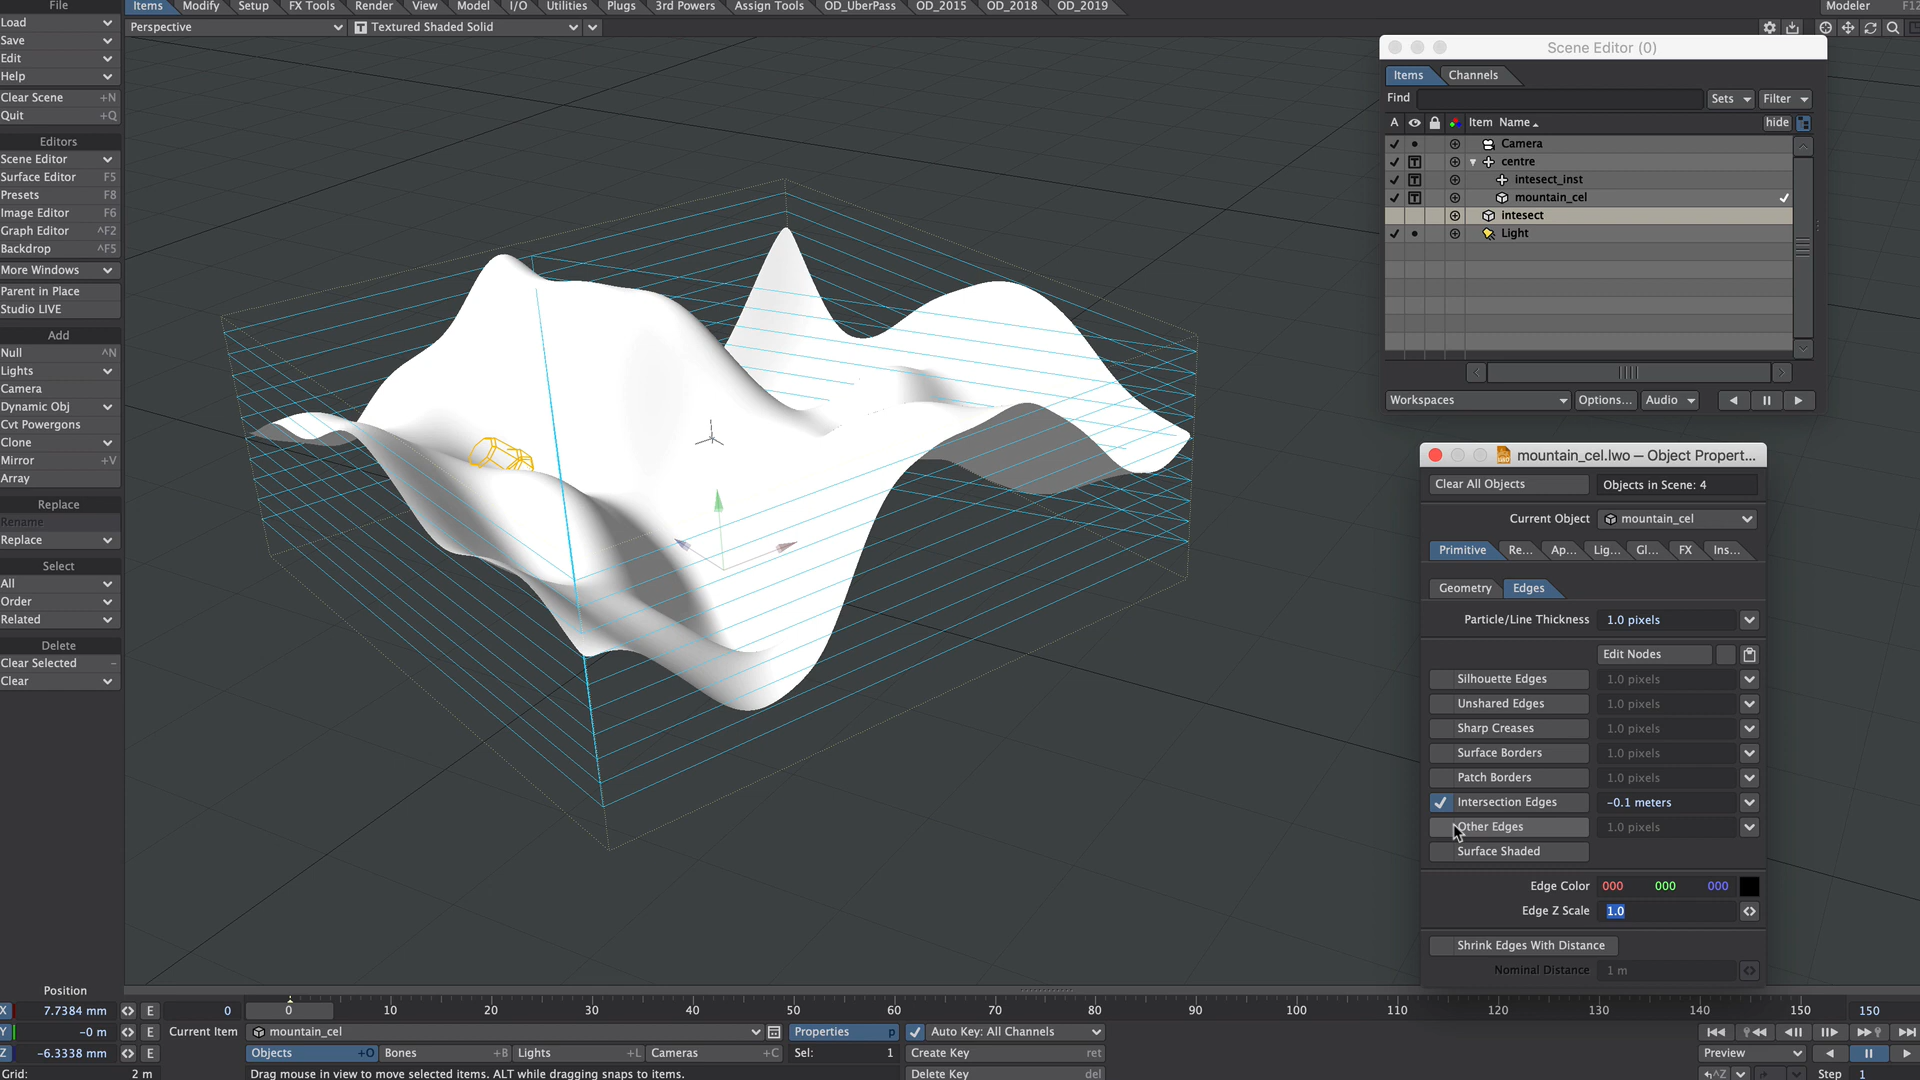 File
Items
Modify
Setup
FX Tools
Render
View
Model
I/O
Utilities
Plugs
3rd Powers
Assign Tools
OD_UberPass
OD_2015
OD_2018
OD_2019
Modeler
F12
Load
Perspective
Textured Shaded Solid
Save
Edit
Help
Clear Scene +N
Quit +Q
Editors
Scene Editor
Surface Editor F5
Presets F8
Image Editor F6
Graph Editor ^F2
Backdrop ^F5
More Windows
Parent in Place
Studio LIVE
Add
Null ^N
Lights
Camera
Dynamic Obj
Cvt Powergons
Clone
Mirror +V
Array
Replace
Rename
Replace
Select
All
Order
Related
Delete
Clear Selected -
Clear
Scene Editor (0)
Items
Channels
Find
Sets
Filter
A
Item Name
hide
Camera
centre
intesect_inst
mountain_cel
intesect
Light
Workspaces
Options...
Audio
mountain_cel.lwo — Object Propert...
Clear All Objects
Objects in Scene: 4
Current Object
mountain_cel
Primitive
Re...
Ap...
Lig...
Gl...
FX
Ins...
Geometry
Edges
Particle/Line Thickness 1.0 pixels
Edit Nodes
Silhouette Edges 1.0 pixels
Unshared Edges 1.0 pixels
Sharp Creases 1.0 pixels
Surface Borders 1.0 pixels
Patch Borders 1.0 pixels
Intersection Edges -0.1 meters
Other Edges 1.0 pixels
Surface Shaded
Edge Color 000 000 000
Edge Z Scale 1.0
Shrink Edges With Distance
Nominal Distance 1 m
Position
X 7.7384 mm E
0
0 10 20 30 40 50 60 70 80 90 100 110 120 130 140 150
150
Y -0 m E
Current Item
mountain_cel
Properties p
Auto Key: All Channels
Z -6.3338 mm E
Objects +O
Bones +B
Lights +L
Cameras +C
Sel: 1
Create Key ret
Preview
Grid: 2 m
Drag mouse in view to move selected items. ALT while dragging snaps to items.
Delete Key del
^Z
Step 1